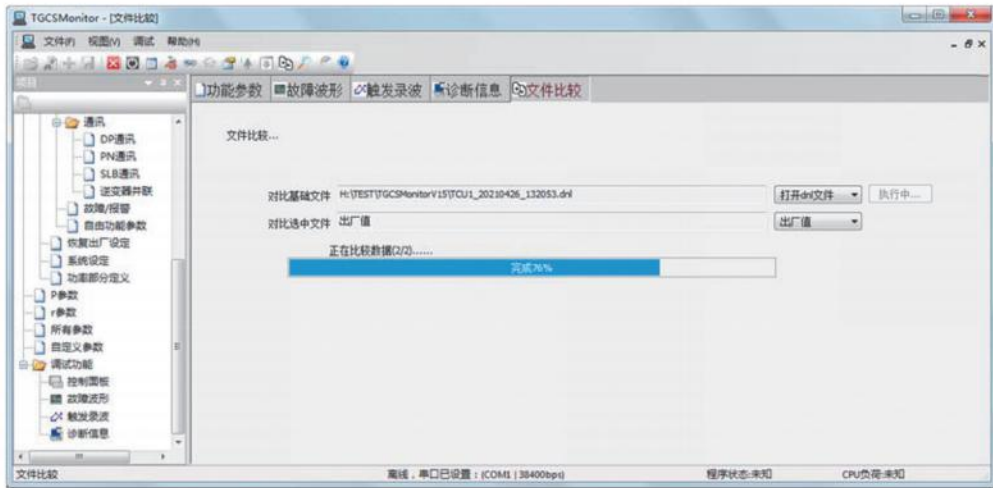 TGCSMonitor - [文件比较]
文件(F) 视图(V) 调试 帮助(H)
项目
功能参数 故障波形 触发录波 诊断信息 文件比较
通讯
DP通讯
PN通讯
SLB通讯
逆变器并联
故障/报警
自由功能参数
恢复出厂设定
系统设定
功率部分定义
P参数
r参数
所有参数
自定义参数
调试功能
控制面板
故障波形
触发录波
诊断信息
文件比较...
对比基础文件 H:\TEST\TGCSMonitorV15\TCU1_20210426_132053.dnl 打开dnl文件 执行中...
对比选中文件 出厂值 出厂值
正在比较数据(2/2)......
完成76%
文件比较 离线，串口已设置：(COM1 | 38400bps) 程序状态:未知 CPU负荷:未知